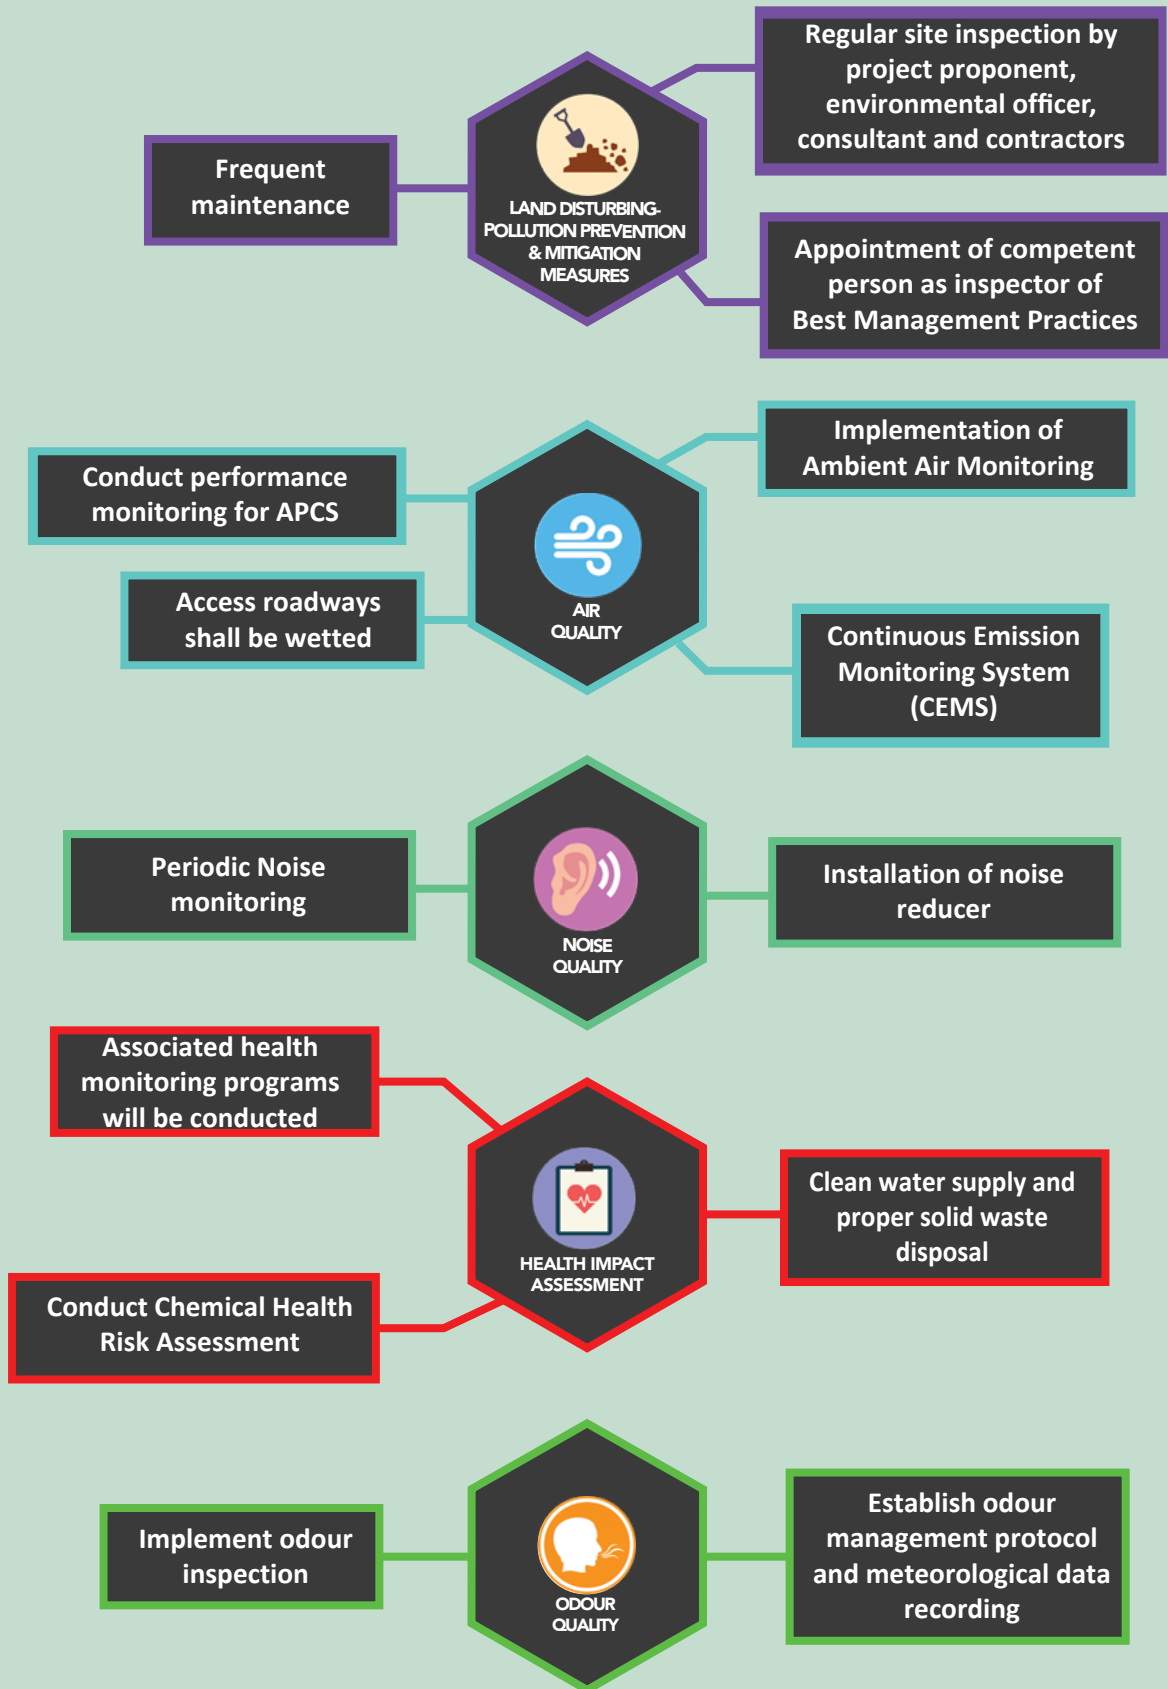 Regular site inspection by
project proponent,
environmental officer,
consultant and contractors
Frequent
maintenance
LAND DISTURBING-
POLLUTION PREVENTION
& MITIGATION
MEASURES
Appointment of competent
person as inspector of
Best Management Practices
Implementation of
Ambient Air Monitoring
Conduct performance
monitoring for APCS
Access roadways
shall be wetted
AIR
QUALITY
Continuous Emission
Monitoring System
(CEMS)
Periodic Noise
monitoring
NOISE
QUALITY
Installation of noise
reducer
Associated health
monitoring programs
will be conducted
HEALTH IMPACT
ASSESSMENT
Clean water supply and
proper solid waste
disposal
Conduct Chemical Health
Risk Assessment
Implement odour
inspection
ODOUR
QUALITY
Establish odour
management protocol
and meteorological data
recording